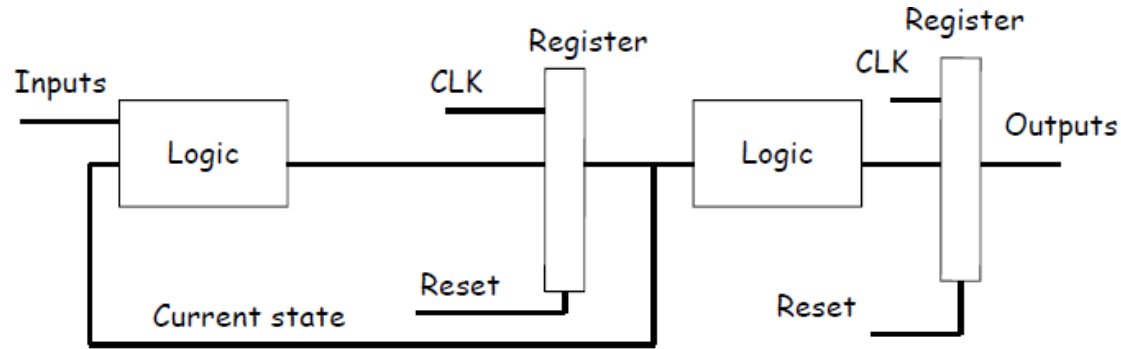 Register
Register
CLK
CLK
Inputs
Outputs
Logic
Logic
Reset
Reset
Current state